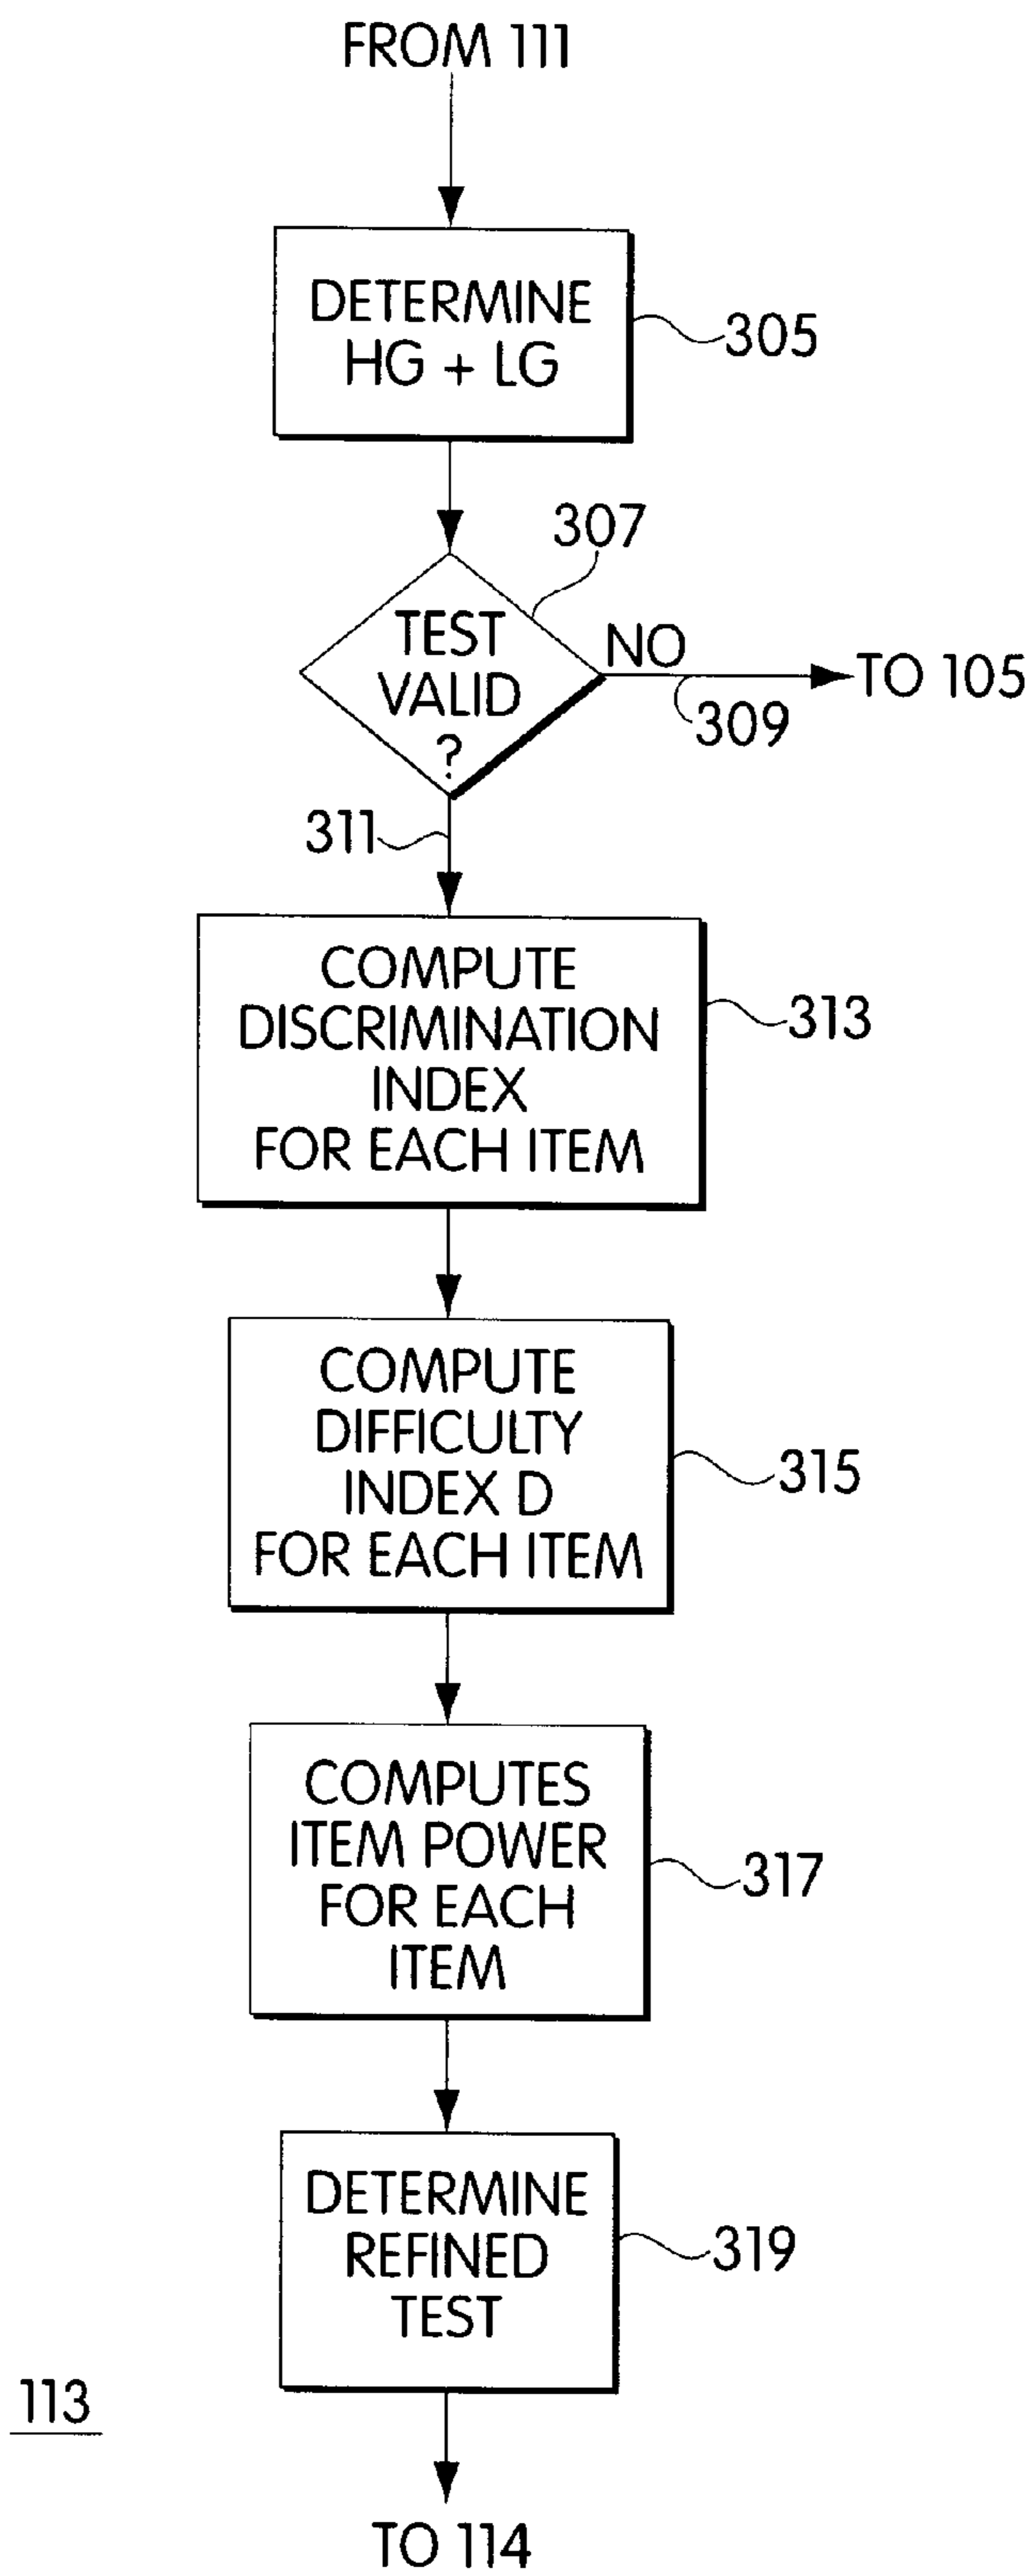 FROM 111
DETERMINE
HG + LG
305
307
TEST
VALID
?
NO
TO 105
309
311
COMPUTE
DISCRIMINATION
INDEX
FOR EACH ITEM
313
COMPUTE
DIFFICULTY
INDEX D
FOR EACH ITEM
315
COMPUTES
ITEM POWER
FOR EACH
ITEM
317
DETERMINE
REFINED
TEST
319
113
TO 114